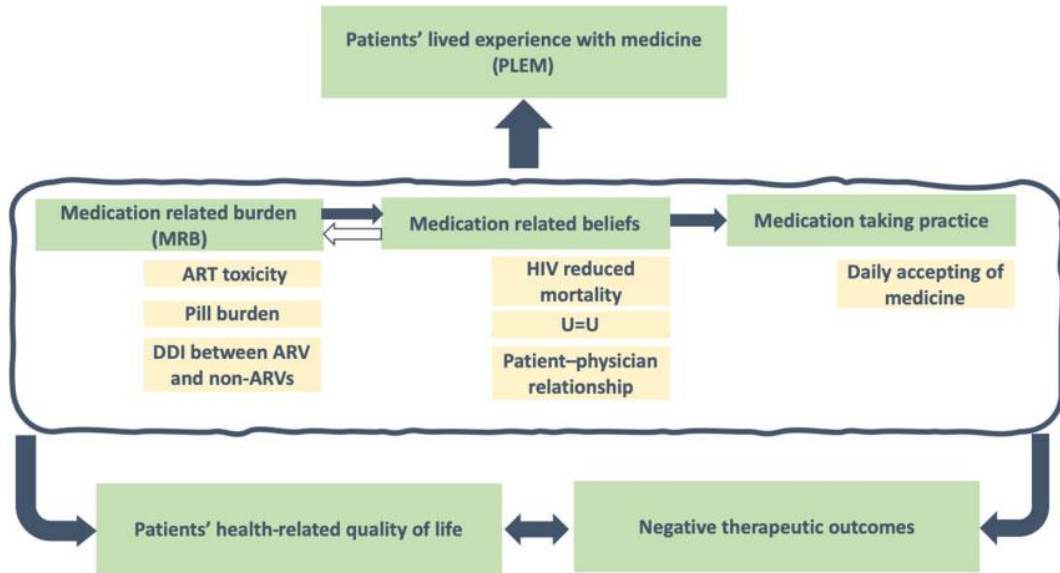 Patients' lived experience with medicine
(PLEM)
Medication related burden
(MRB)
Medication related beliefs
Medication taking practice
ART toxicity
Pill burden
DDI between ARV
and non-ARVs
HIV reduced
mortality
U=U
Patient–physician
relationship
Daily accepting of
medicine
Patients' health-related quality of life
Negative therapeutic outcomes